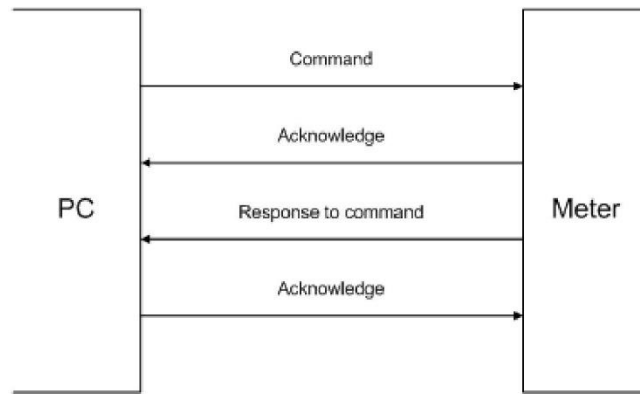 Command
Acknowledge
PC
Response to command
Meter
Acknowledge